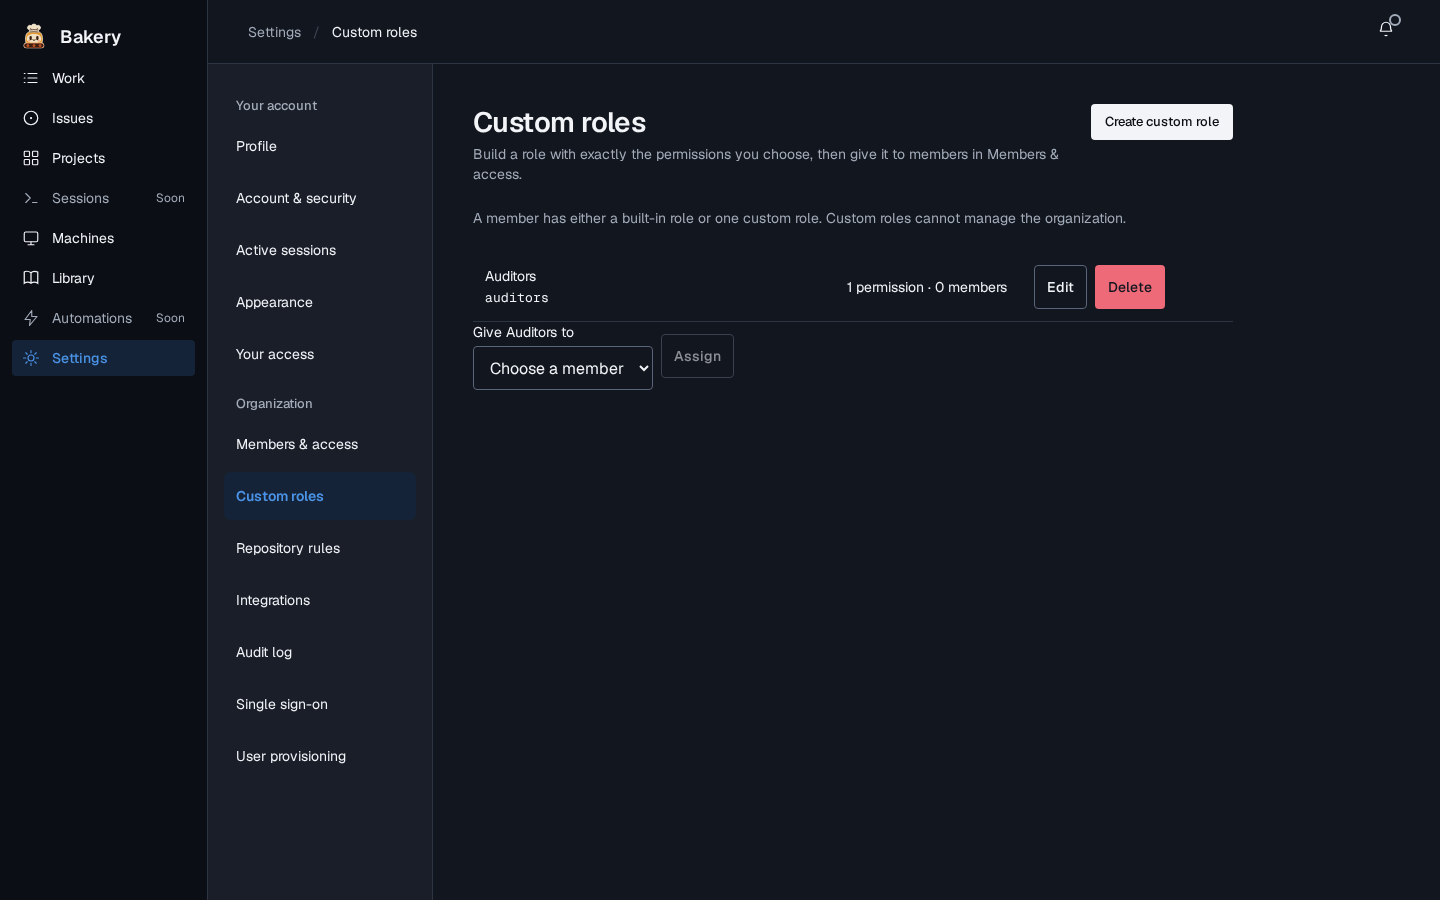 Bakery
Work
Issues
Projects
Sessions Soon
Machines
Library
Automations Soon
Settings
Settings / Custom roles
Your account
Profile
Account & security
Active sessions
Appearance
Your access
Organization
Members & access
Custom roles
Repository rules
Integrations
Audit log
Single sign-on
User provisioning
Custom roles
Create custom role
Build a role with exactly the permissions you choose, then give it to members in Members &
access.
A member has either a built-in role or one custom role. Custom roles cannot manage the organization.
Auditors
auditors
1 permission · 0 members
Edit
Delete
Give Auditors to
Choose a member
Assign